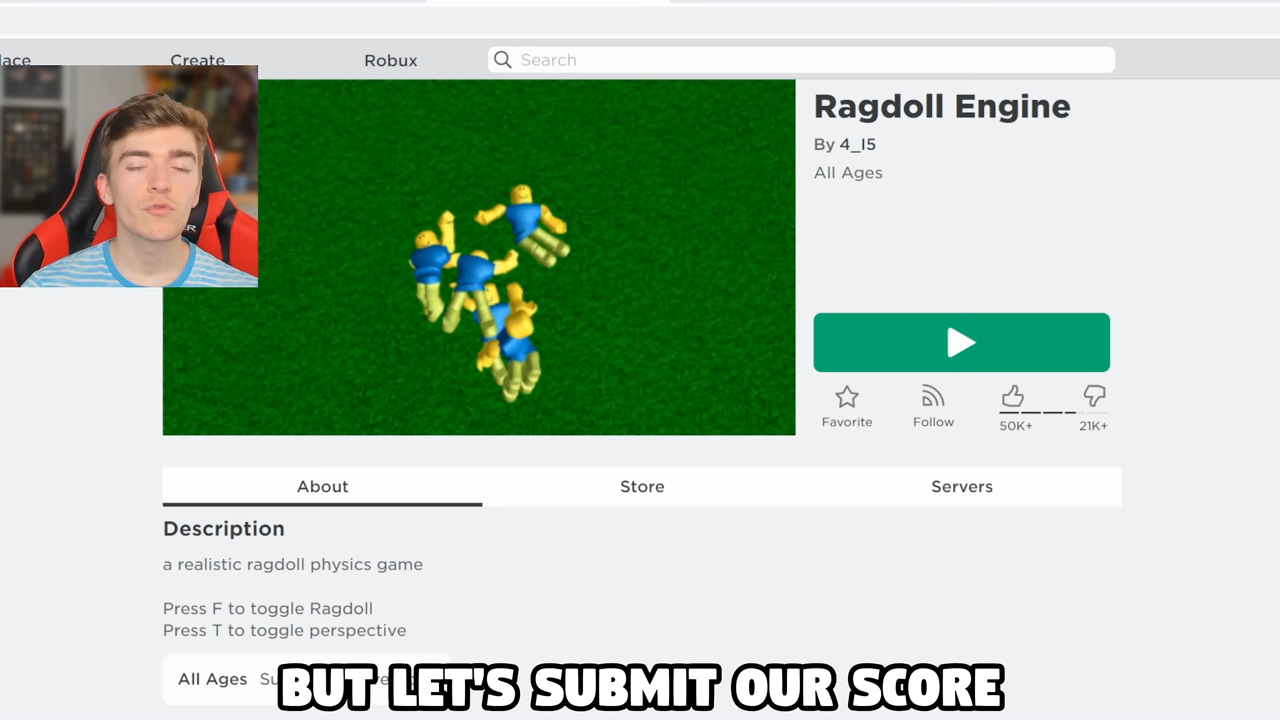 lace Create Robux Search
Ragdoll Engine
By 4_I5
All Ages
R
Favorite Follow 50K+ 21K+
About Store Servers
Description
a realistic ragdoll physics game
Press F to toggle Ragdoll
Press T to toggle perspective
All Ages Su
BUT LET'S SUBMIT OUR SCORE